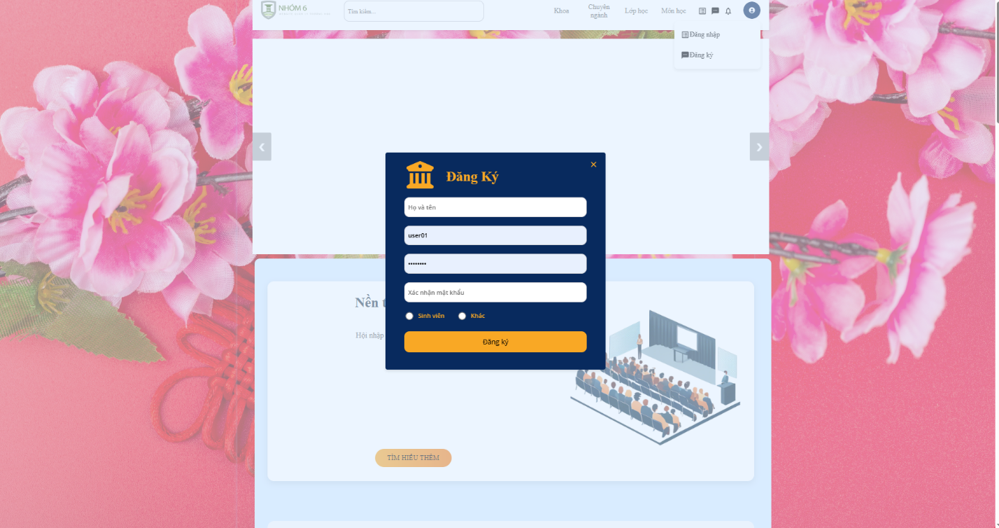 NHÓM 6
Tìm kiếm...
Khoa
Chuyên
ngành
Lớp học
Môn học
Đăng nhập
Đăng ký
‹
›
Đăng Ký
×
Họ và tên
user01
••••••••
Xác nhận mật khẩu
Sinh viên
Khác
Đăng ký
Nền t
Hội nhập
TÌM HIỂU THÊM